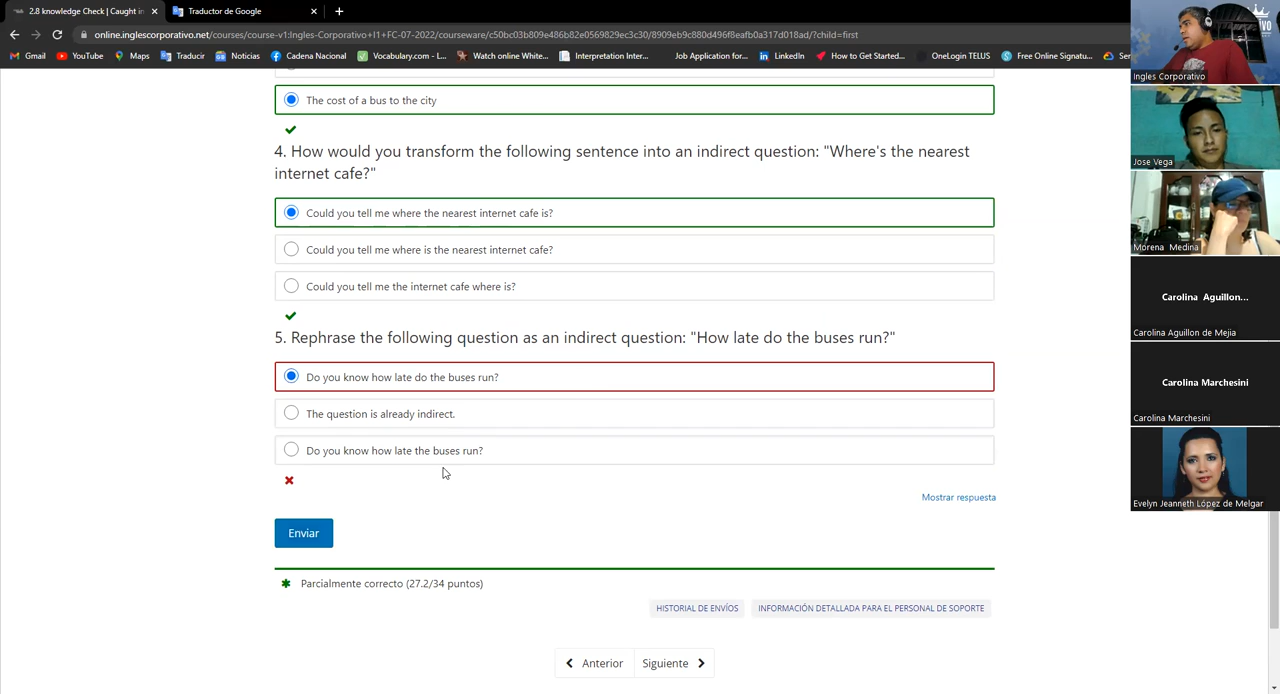 2.8 knowledge Check | Caught in
Traductor de Google
online.inglescorporativo.net/courses/course-v1:Ingles-Corporativo+I1+FC-07-2022/courseware/c50bc03b809e486b82e0569829ec3c30/8909eb9c880d496f8eafb0a317d018ad/?child=first
Gmail
YouTube
Maps
Traducir
Noticias
Cadena Nacional
Vocabulary.com - L...
Watch online White...
Interpretation Inter...
Job Application for...
LinkedIn
How to Get Started...
OneLogin TELUS
Free Online Signatu...
Ser
The cost of a bus to the city
4. How would you transform the following sentence into an indirect question: "Where's the nearest
internet cafe?"
Could you tell me where the nearest internet cafe is?
Could you tell me where is the nearest internet cafe?
Could you tell me the internet cafe where is?
5. Rephrase the following question as an indirect question: "How late do the buses run?"
Do you know how late do the buses run?
The question is already indirect.
Do you know how late the buses run?
Mostrar respuesta
Enviar
Parcialmente correcto (27.2/34 puntos)
HISTORIAL DE ENVÍOS
INFORMACIÓN DETALLADA PARA EL PERSONAL DE SOPORTE
Anterior
Siguiente
Ingles Corporativo
Jose Vega
Morena Medina
Carolina Aguillon...
Carolina Aguillon de Mejia
Carolina Marchesini
Carolina Marchesini
Evelyn Jeanneth López de Melgar